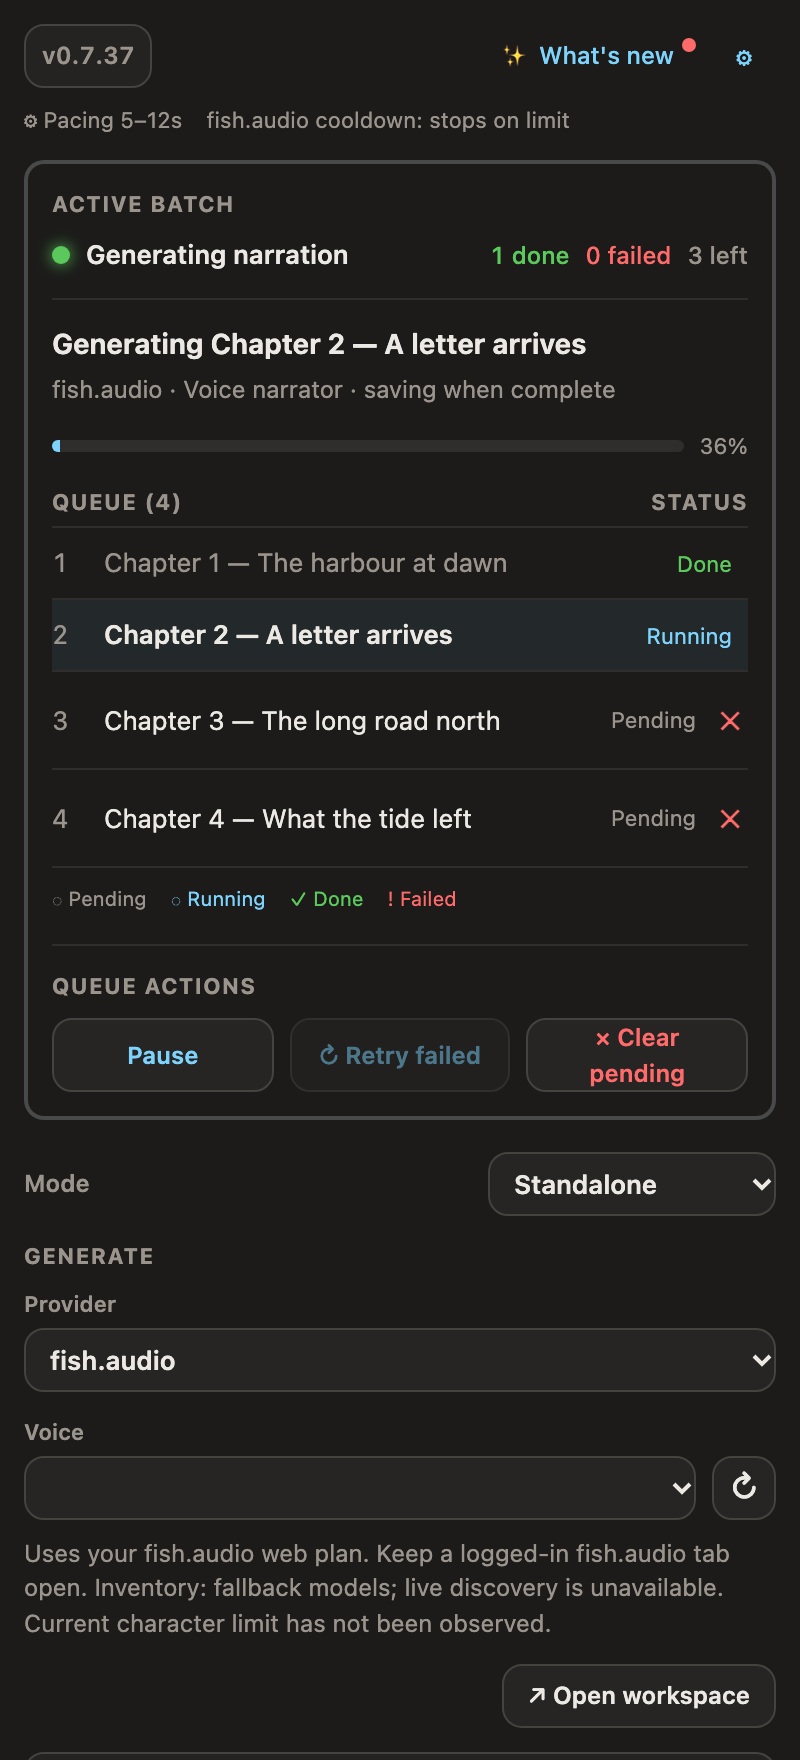 v0.7.37
✨ What's new
⚙
⚙ Pacing 5–12s fish.audio cooldown: stops on limit
ACTIVE BATCH
Generating narration 1 done 0 failed 3 left
Generating Chapter 2 — A letter arrives
fish.audio · Voice narrator · saving when complete
36%
QUEUE (4) STATUS
1 Chapter 1 — The harbour at dawn Done
2 Chapter 2 — A letter arrives Running
3 Chapter 3 — The long road north Pending ✕
4 Chapter 4 — What the tide left Pending ✕
◌ Pending ◌ Running ✓ Done ! Failed
QUEUE ACTIONS
Pause
↻ Retry failed
× Clear
pending
Mode Standalone
GENERATE
Provider
fish.audio
Voice
↻
Uses your fish.audio web plan. Keep a logged-in fish.audio tab
open. Inventory: fallback models; live discovery is unavailable.
Current character limit has not been observed.
↗ Open workspace